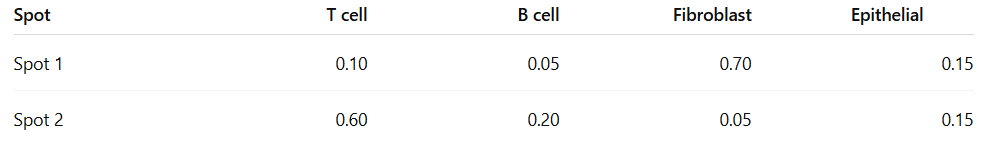 Spot T cell B cell Fibroblast Epithelial
Spot 1 0.10 0.05 0.70 0.15
Spot 2 0.60 0.20 0.05 0.15